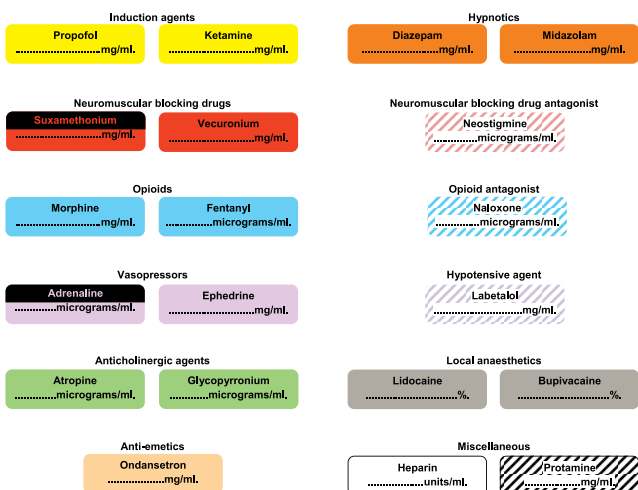 Induction agents
Propofol
....................mg/ml.
Ketamine
....................mg/ml.
Hypnotics
Diazepam
....................mg/ml.
Midazolam
....................mg/ml.
Neuromuscular blocking drugs
Suxamethonium
....................mg/ml.
Vecuronium
....................mg/ml.
Neuromuscular blocking drug antagonist
Neostigmine
..............micrograms/ml.
Opioids
Morphine
....................mg/ml.
Fentanyl
..............micrograms/ml.
Opioid antagonist
Naloxone
..............micrograms/ml.
Vasopressors
Adrenaline
..............micrograms/ml.
Ephedrine
....................mg/ml.
Hypotensive agent
Labetalol
....................mg/ml.
Anticholinergic agents
Atropine
..............micrograms/ml.
Glycopyrronium
..............micrograms/ml.
Local anaesthetics
Lidocaine
........................%.
Bupivacaine
........................%.
Anti-emetics
Ondansetron
....................mg/ml.
Miscellaneous
Heparin
..................units/ml.
Protamine
....................mg/ml.